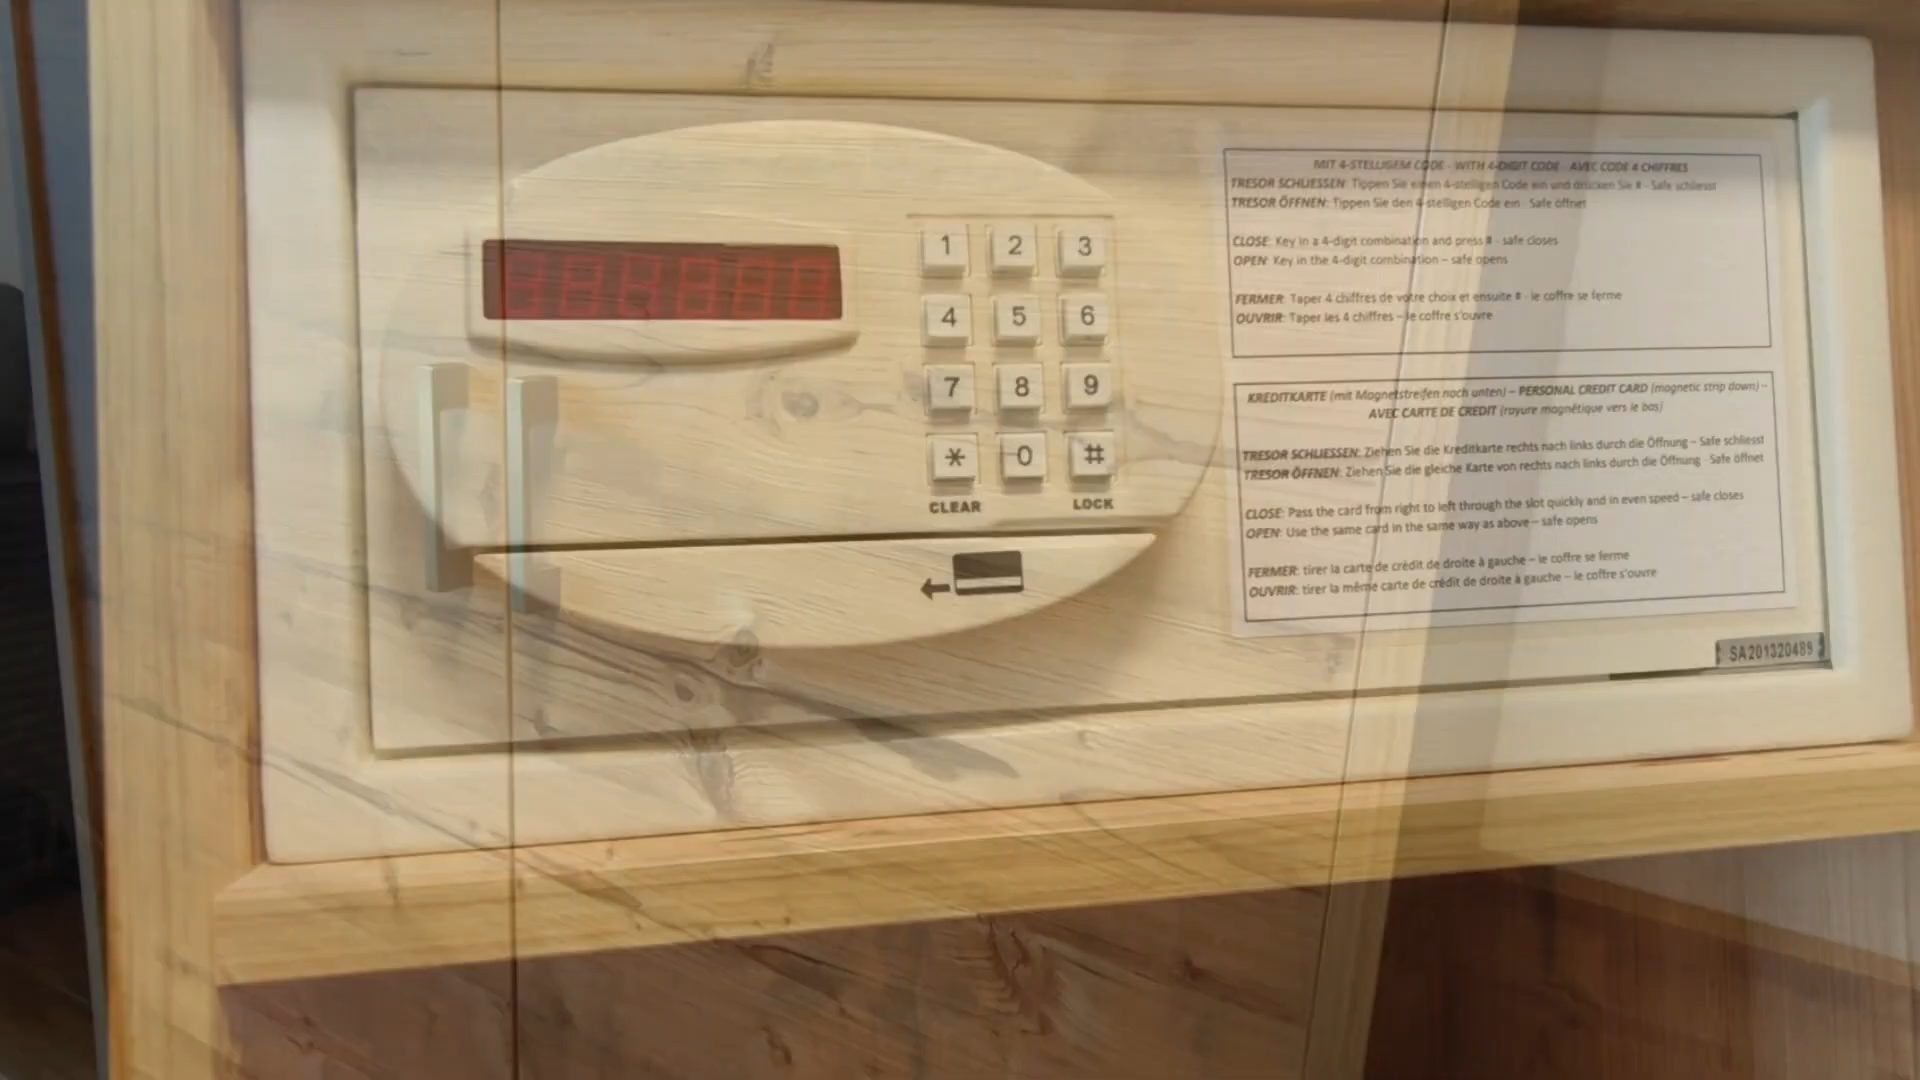 1 2 3
4 5 6
7 8 9
* 0 #
CLEAR LOCK
MIT 4-STELLIGEM CODE - WITH 4-DIGIT CODE - AVEC CODE 4 CHIFFRES
TRESOR SCHLIESSEN: Tippen Sie einen 4-stelligen Code ein und drücken Sie # - Safe schliesst
TRESOR ÖFFNEN: Tippen Sie den 4-stelligen Code ein - Safe öffnet
CLOSE: Key in a 4-digit combination and press # - safe closes
OPEN: Key in the 4-digit combination – safe opens
FERMER: Taper 4 chiffres de votre choix et ensuite # - le coffre se ferme
OUVRIR: Taper les 4 chiffres – le coffre s'ouvre
KREDITKARTE (mit Magnetstreifen nach unten) – PERSONAL CREDIT CARD (magnetic strip down) –
AVEC CARTE DE CREDIT (rayure magnétique vers le bas)
TRESOR SCHLIESSEN: Ziehen Sie die Kreditkarte rechts nach links durch die Öffnung – Safe schliesst
TRESOR ÖFFNEN: Ziehen Sie die gleiche Karte von rechts nach links durch die Öffnung - Safe öffnet
CLOSE: Pass the card from right to left through the slot quickly and in even speed – safe closes
OPEN: Use the same card in the same way as above – safe opens
FERMER: tirer la carte de crédit de droite à gauche – le coffre se ferme
OUVRIR: tirer la même carte de crédit de droite à gauche – le coffre s'ouvre
SA201320489